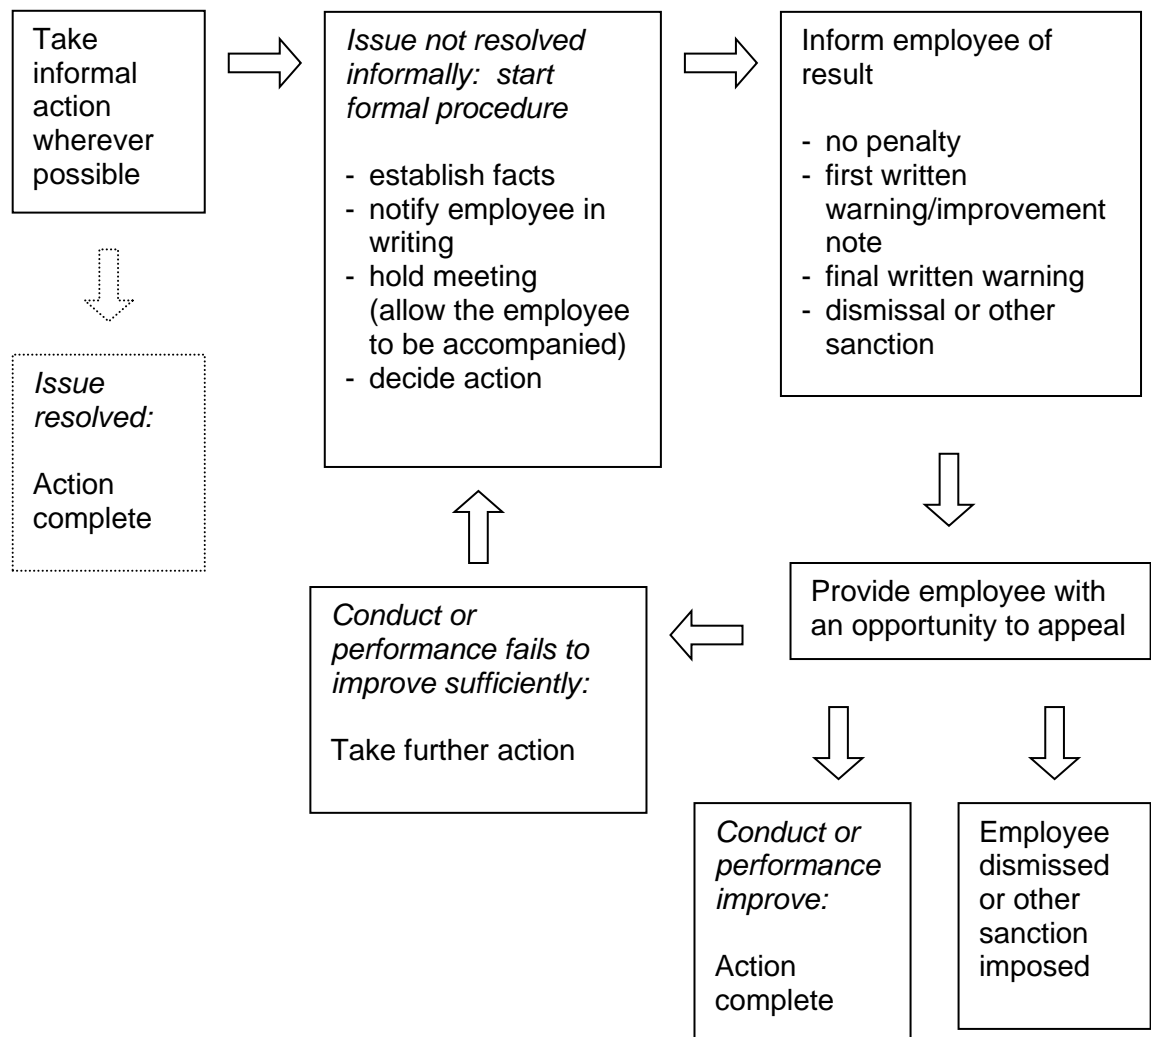 Take
informal
action
wherever
possible
Issue not resolved
informally: start
formal procedure
- establish facts
- notify employee in
writing
- hold meeting
(allow the employee
to be accompanied)
- decide action
Inform employee of
result
- no penalty
- first written
warning/improvement
note
- final written warning
- dismissal or other
sanction
Issue
resolved:
Action
complete
Provide employee with
an opportunity to appeal
Conduct or
performance fails to
improve sufficiently:
Take further action
Conduct or
performance
improve:
Action
complete
Employee
dismissed
or other
sanction
imposed